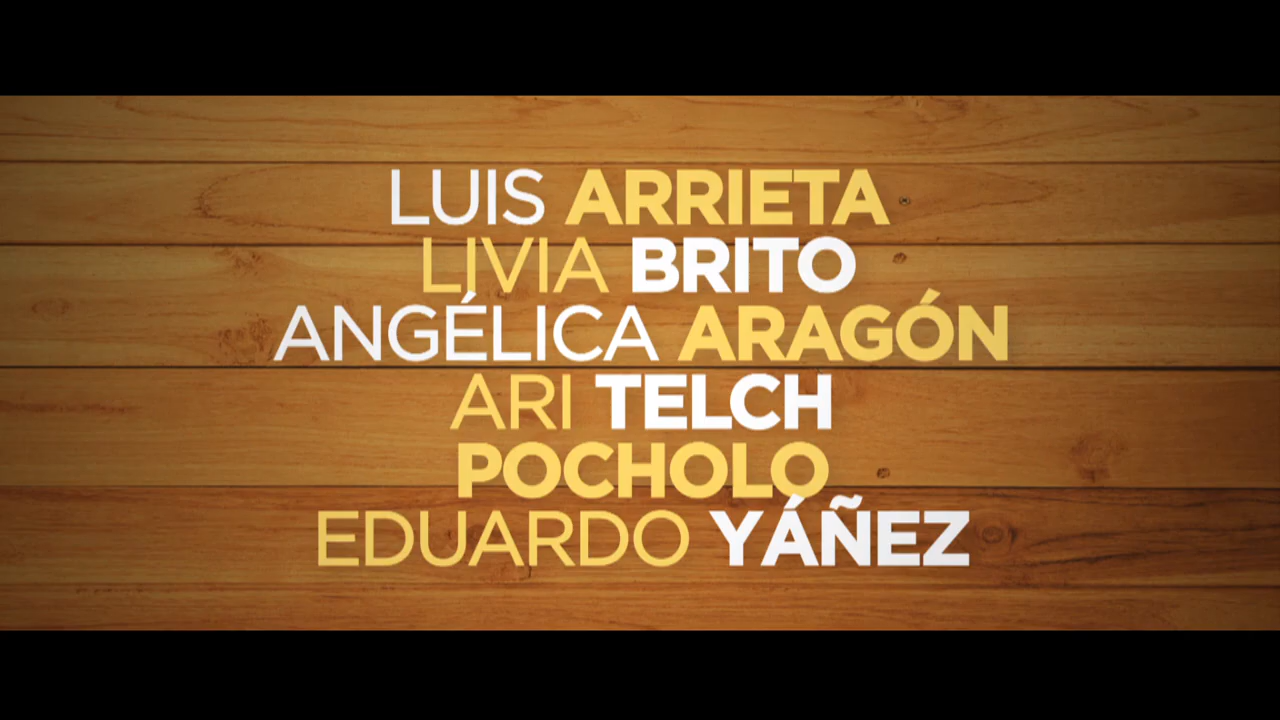 LUIS ARRIETA
LIVIA BRITO
ANGÉLICA ARAGÓN
ARI TELCH
POCHOLO
EDUARDO YÁÑEZ